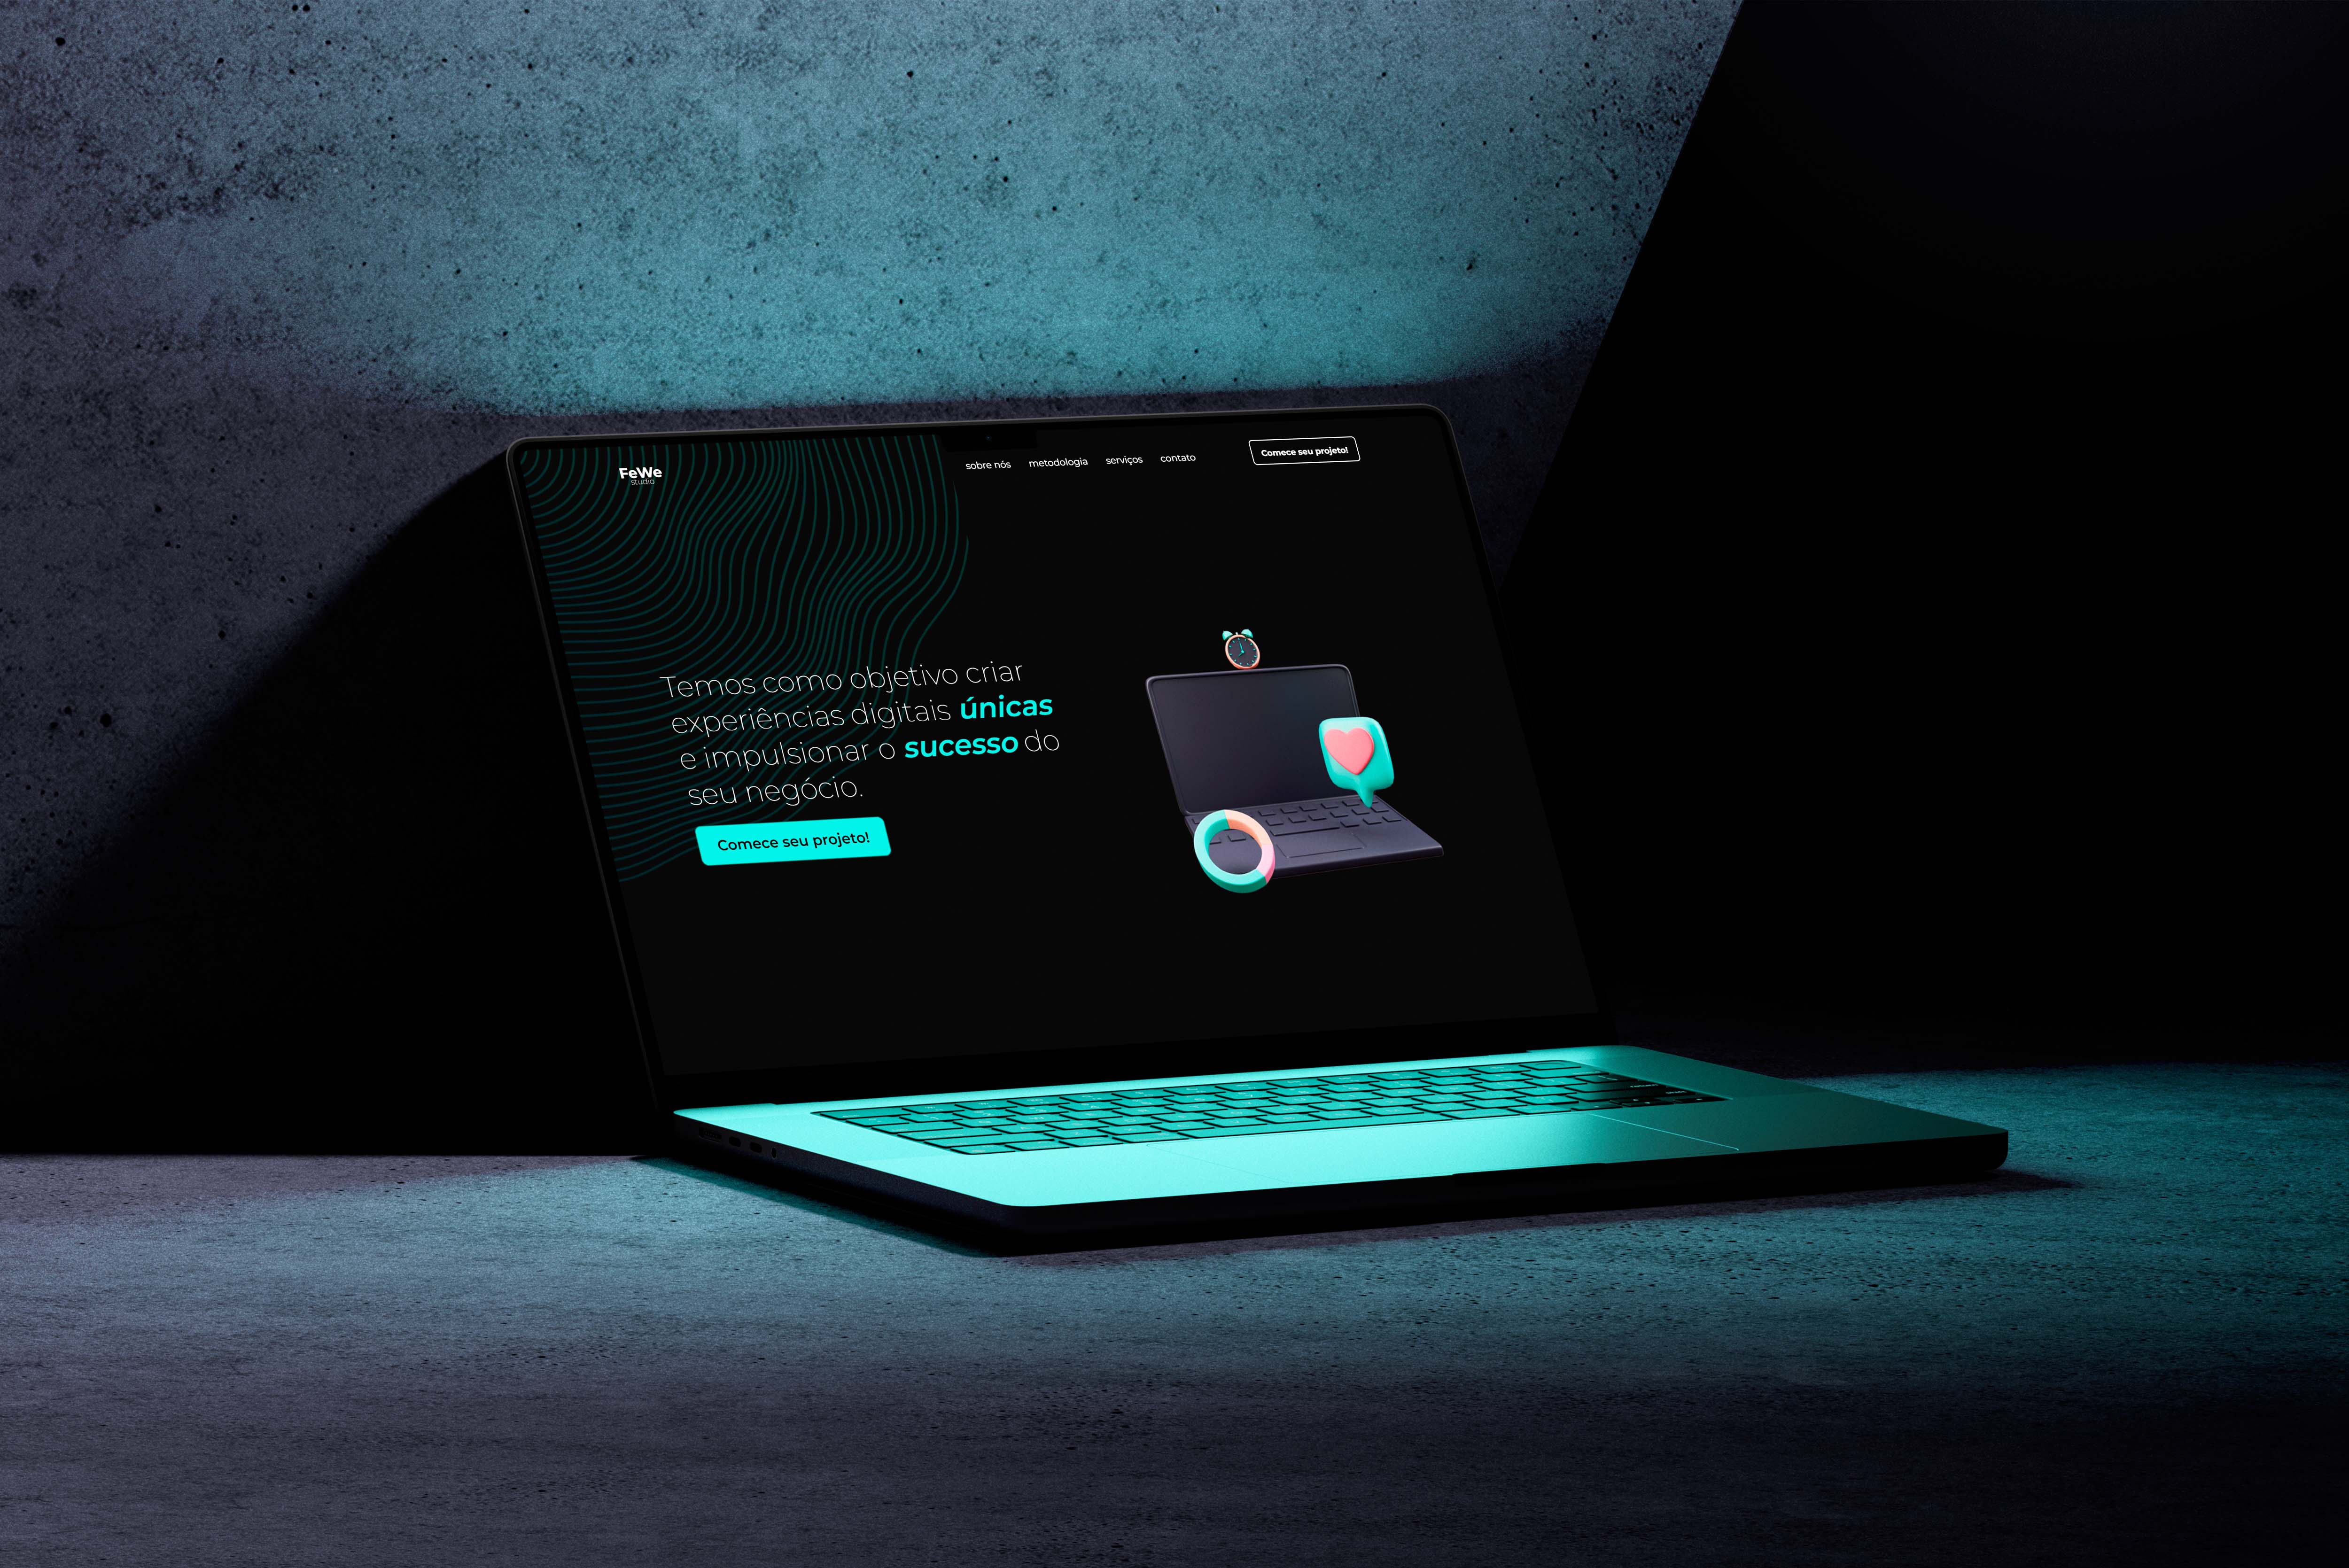 FeWe
studio
sobre nós metodologia serviços contato Comece seu projeto!
Temos como objetivo criar
experiências digitais únicas
e impulsionar o sucesso do
seu negócio.
Comece seu projeto!